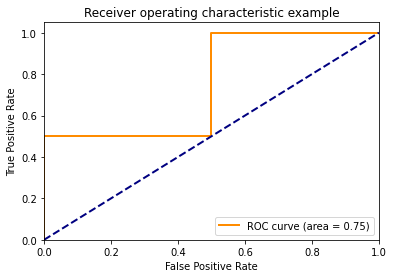 Receiver operating characteristic example
True Positive Rate
1.0
0.8
0.6
0.4
0.2
0.0
ROC curve (area = 0.75)
0.0 0.2 0.4 0.6 0.8 1.0
False Positive Rate